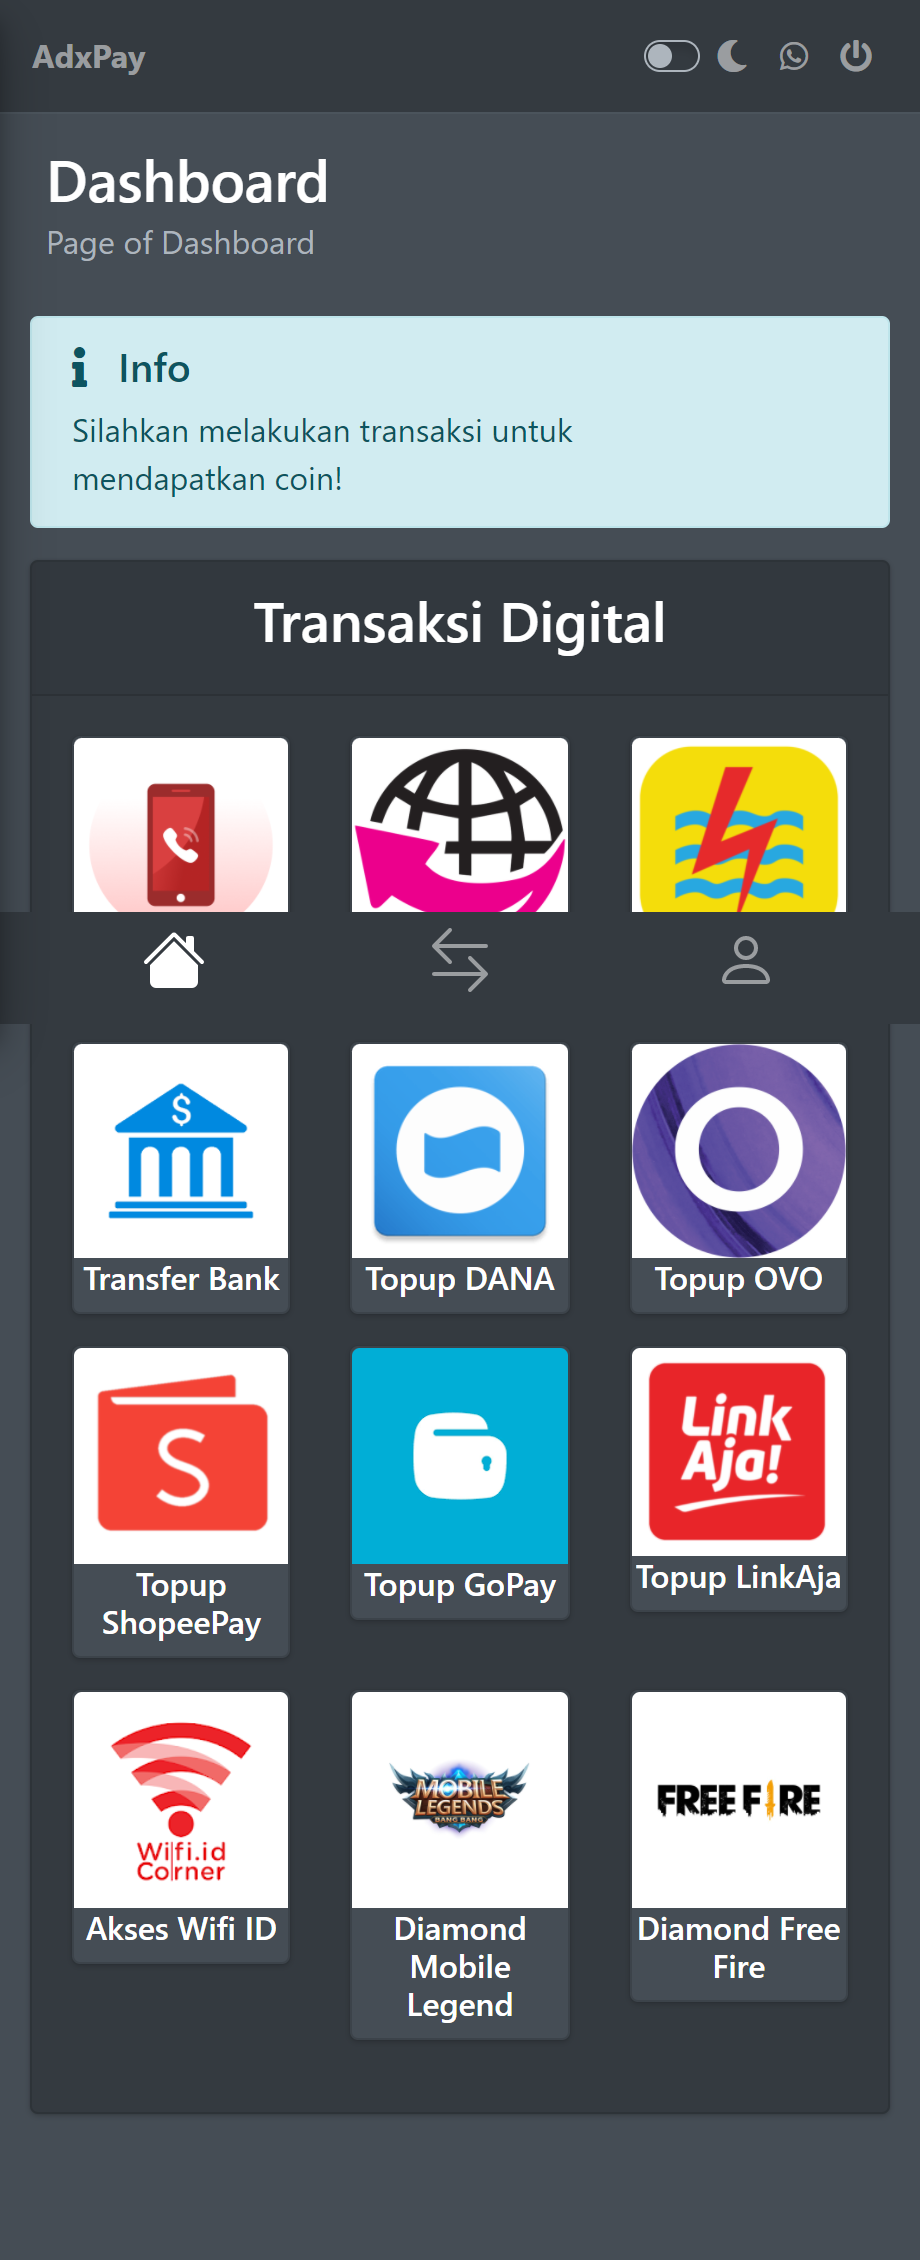 AdxPay
Dashboard
Page of Dashboard
Info
Silahkan melakukan transaksi untuk
mendapatkan coin!
Transaksi Digital
$
Transfer Bank
Topup DANA
Topup OVO
S
Topup
ShopeePay
Topup GoPay
Link
Aja!
Topup LinkAja
Wifi.id
Corner
Akses Wifi ID
MOBILE
LEGENDS
BANG BANG
Diamond
Mobile
Legend
FREE FIRE
Diamond Free
Fire